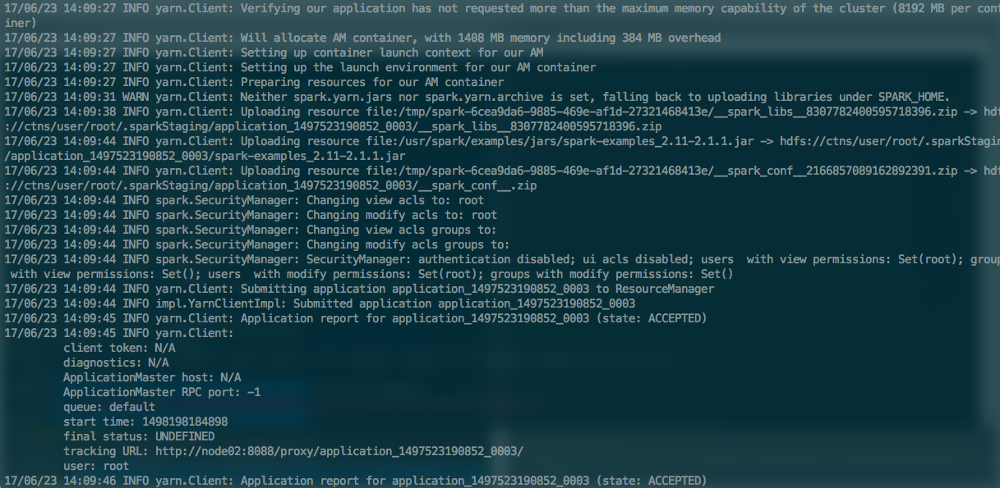 17/06/23 14:09:27 INFO yarn.Client: Verifying our application has not requested more than the maximum memory capability of the cluster (8192 MB per cont
iner)
17/06/23 14:09:27 INFO yarn.Client: Will allocate AM container, with 1408 MB memory including 384 MB overhead
17/06/23 14:09:27 INFO yarn.Client: Setting up container launch context for our AM
17/06/23 14:09:27 INFO yarn.Client: Setting up the launch environment for our AM container
17/06/23 14:09:27 INFO yarn.Client: Preparing resources for our AM container
17/06/23 14:09:31 WARN yarn.Client: Neither spark.yarn.jars nor spark.yarn.archive is set, falling back to uploading libraries under SPARK_HOME.
17/06/23 14:09:38 INFO yarn.Client: Uploading resource file:/tmp/spark-6cea9da6-9885-469e-af1d-27321468413e/__spark_libs__8307782400595718396.zip -> hdf
://ctns/user/root/.sparkStaging/application_1497523190852_0003/__spark_libs__8307782400595718396.zip
17/06/23 14:09:44 INFO yarn.Client: Uploading resource file:/usr/spark/examples/jars/spark-examples_2.11-2.1.1.jar -> hdfs://ctns/user/root/.sparkStagin
/application_1497523190852_0003/spark-examples_2.11-2.1.1.jar
17/06/23 14:09:44 INFO yarn.Client: Uploading resource file:/tmp/spark-6cea9da6-9885-469e-af1d-27321468413e/__spark_conf__2166857089162892391.zip -> hdf
://ctns/user/root/.sparkStaging/application_1497523190852_0003/__spark_conf__.zip
17/06/23 14:09:44 INFO spark.SecurityManager: Changing view acls to: root
17/06/23 14:09:44 INFO spark.SecurityManager: Changing modify acls to: root
17/06/23 14:09:44 INFO spark.SecurityManager: Changing view acls groups to:
17/06/23 14:09:44 INFO spark.SecurityManager: Changing modify acls groups to:
17/06/23 14:09:44 INFO spark.SecurityManager: SecurityManager: authentication disabled; ui acls disabled; users  with view permissions: Set(root); group
 with view permissions: Set(); users  with modify permissions: Set(root); groups with modify permissions: Set()
17/06/23 14:09:44 INFO yarn.Client: Submitting application application_1497523190852_0003 to ResourceManager
17/06/23 14:09:44 INFO impl.YarnClientImpl: Submitted application application_1497523190852_0003
17/06/23 14:09:45 INFO yarn.Client: Application report for application_1497523190852_0003 (state: ACCEPTED)
17/06/23 14:09:45 INFO yarn.Client:
client token: N/A
diagnostics: N/A
ApplicationMaster host: N/A
ApplicationMaster RPC port: -1
queue: default
start time: 1498198184898
final status: UNDEFINED
tracking URL: http://node02:8088/proxy/application_1497523190852_0003/
user: root
17/06/23 14:09:46 INFO yarn.Client: Application report for application_1497523190852_0003 (state: ACCEPTED)